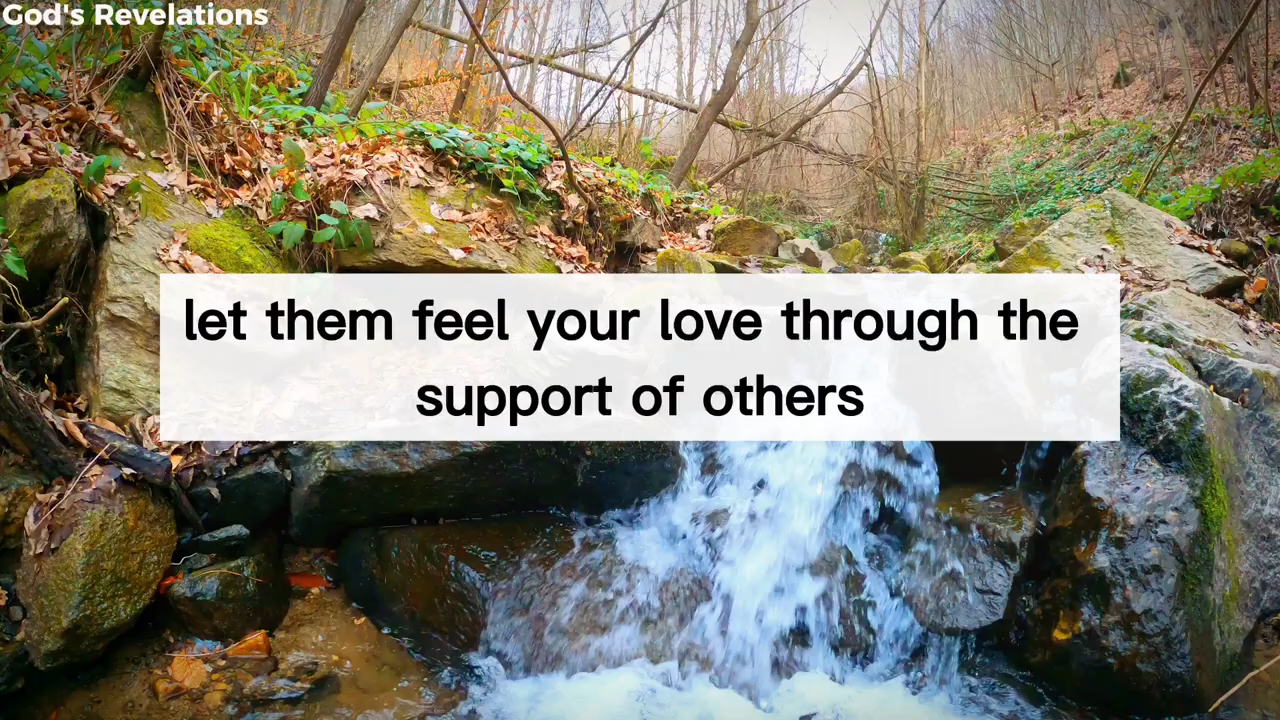 God's Revelations
let them feel your love through the
support of others